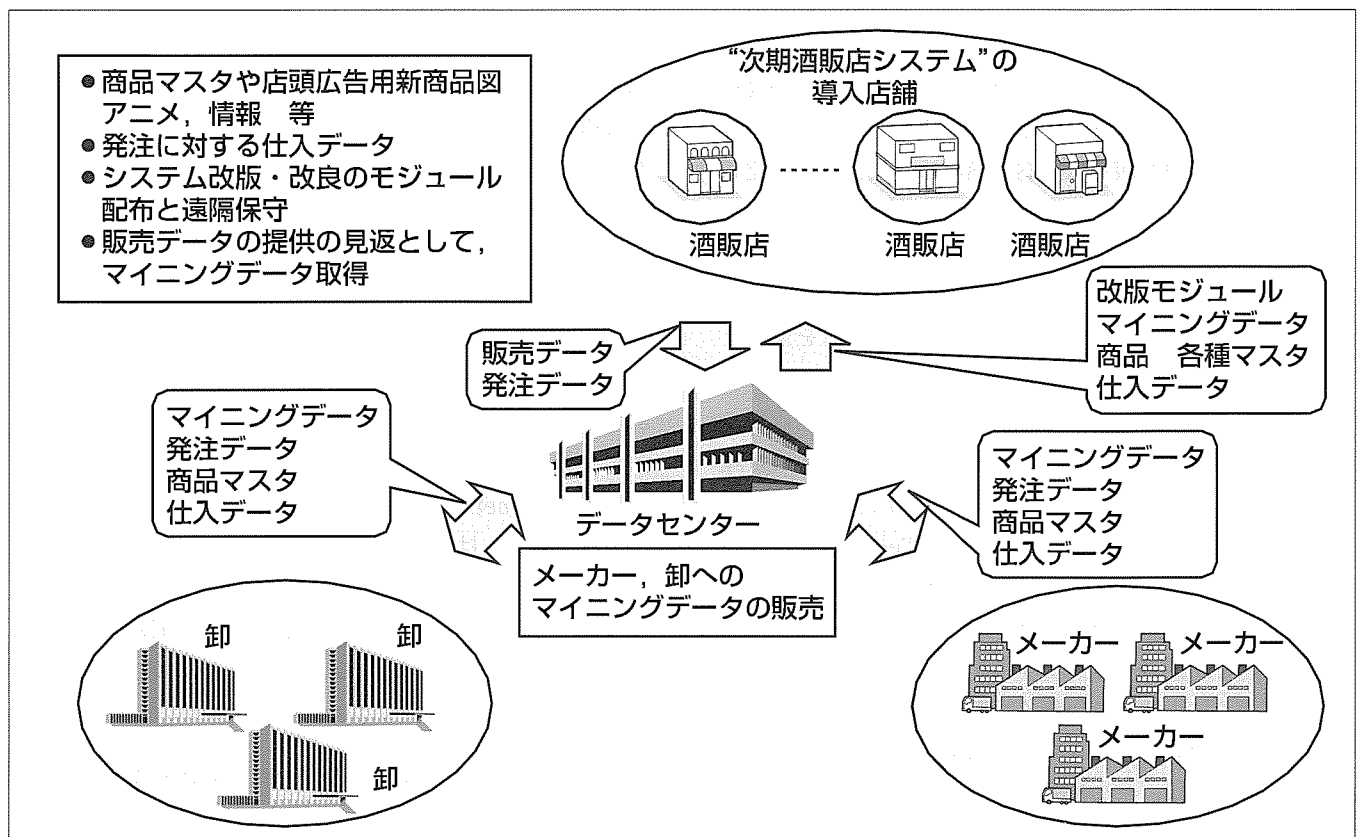 ●商品マスタや店頭広告用新商品図
アニメ，情報　等
●発注に対する仕入データ
●システム改版・改良のモジュール
配布と遠隔保守
●販売データの提供の見返として，
マイニングデータ取得
“次期酒販店システム”の
導入店舗
酒販店
酒販店
酒販店
販売データ
発注データ
改版モジュール
マイニングデータ
商品　各種マスタ
仕入データ
マイニングデータ
発注データ
商品マスタ
仕入データ
データセンター
マイニングデータ
発注データ
商品マスタ
仕入データ
メーカー，卸への
マイニングデータの販売
卸
卸
卸
メーカー
メーカー
メーカー